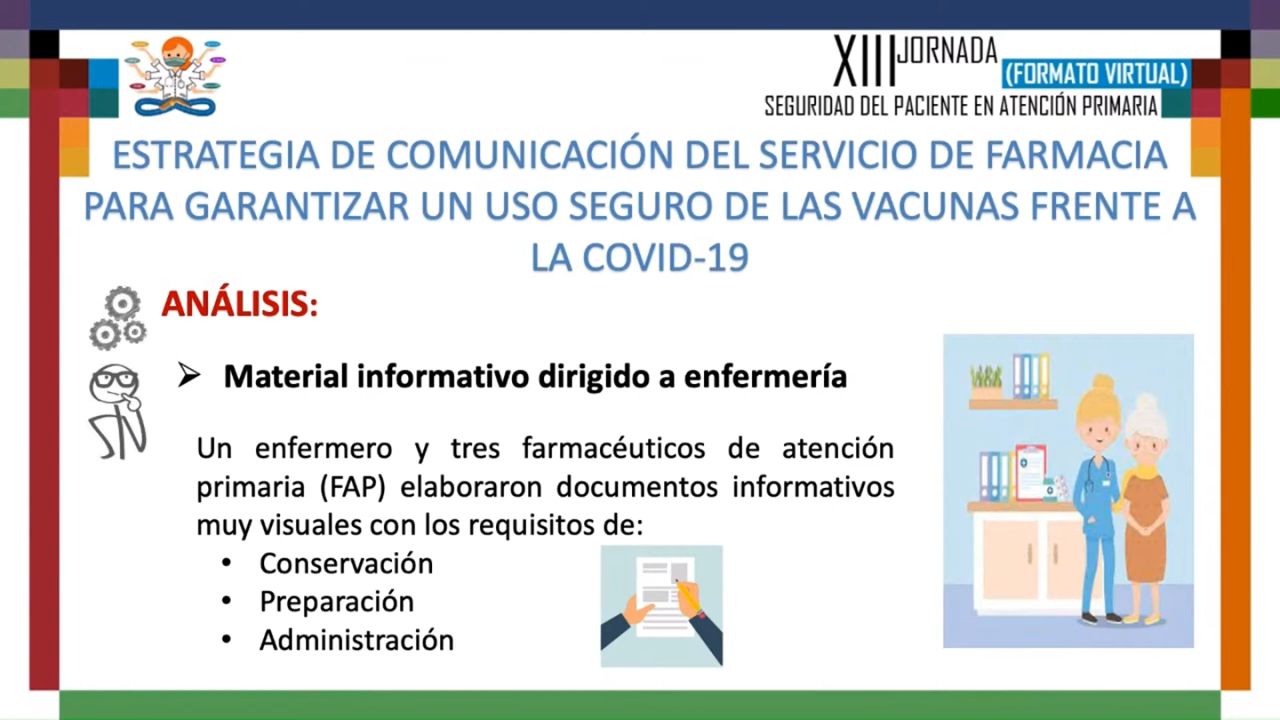 XIII JORNADA
(FORMATO VIRTUAL)
SEGURIDAD DEL PACIENTE EN ATENCIÓN PRIMARIA
ESTRATEGIA DE COMUNICACIÓN DEL SERVICIO DE FARMACIA
PARA GARANTIZAR UN USO SEGURO DE LAS VACUNAS FRENTE A
LA COVID-19
ANÁLISIS:
➢ Material informativo dirigido a enfermería
Un enfermero y tres farmacéuticos de atención
primaria (FAP) elaboraron documentos informativos
muy visuales con los requisitos de:
• Conservación
• Preparación
• Administración